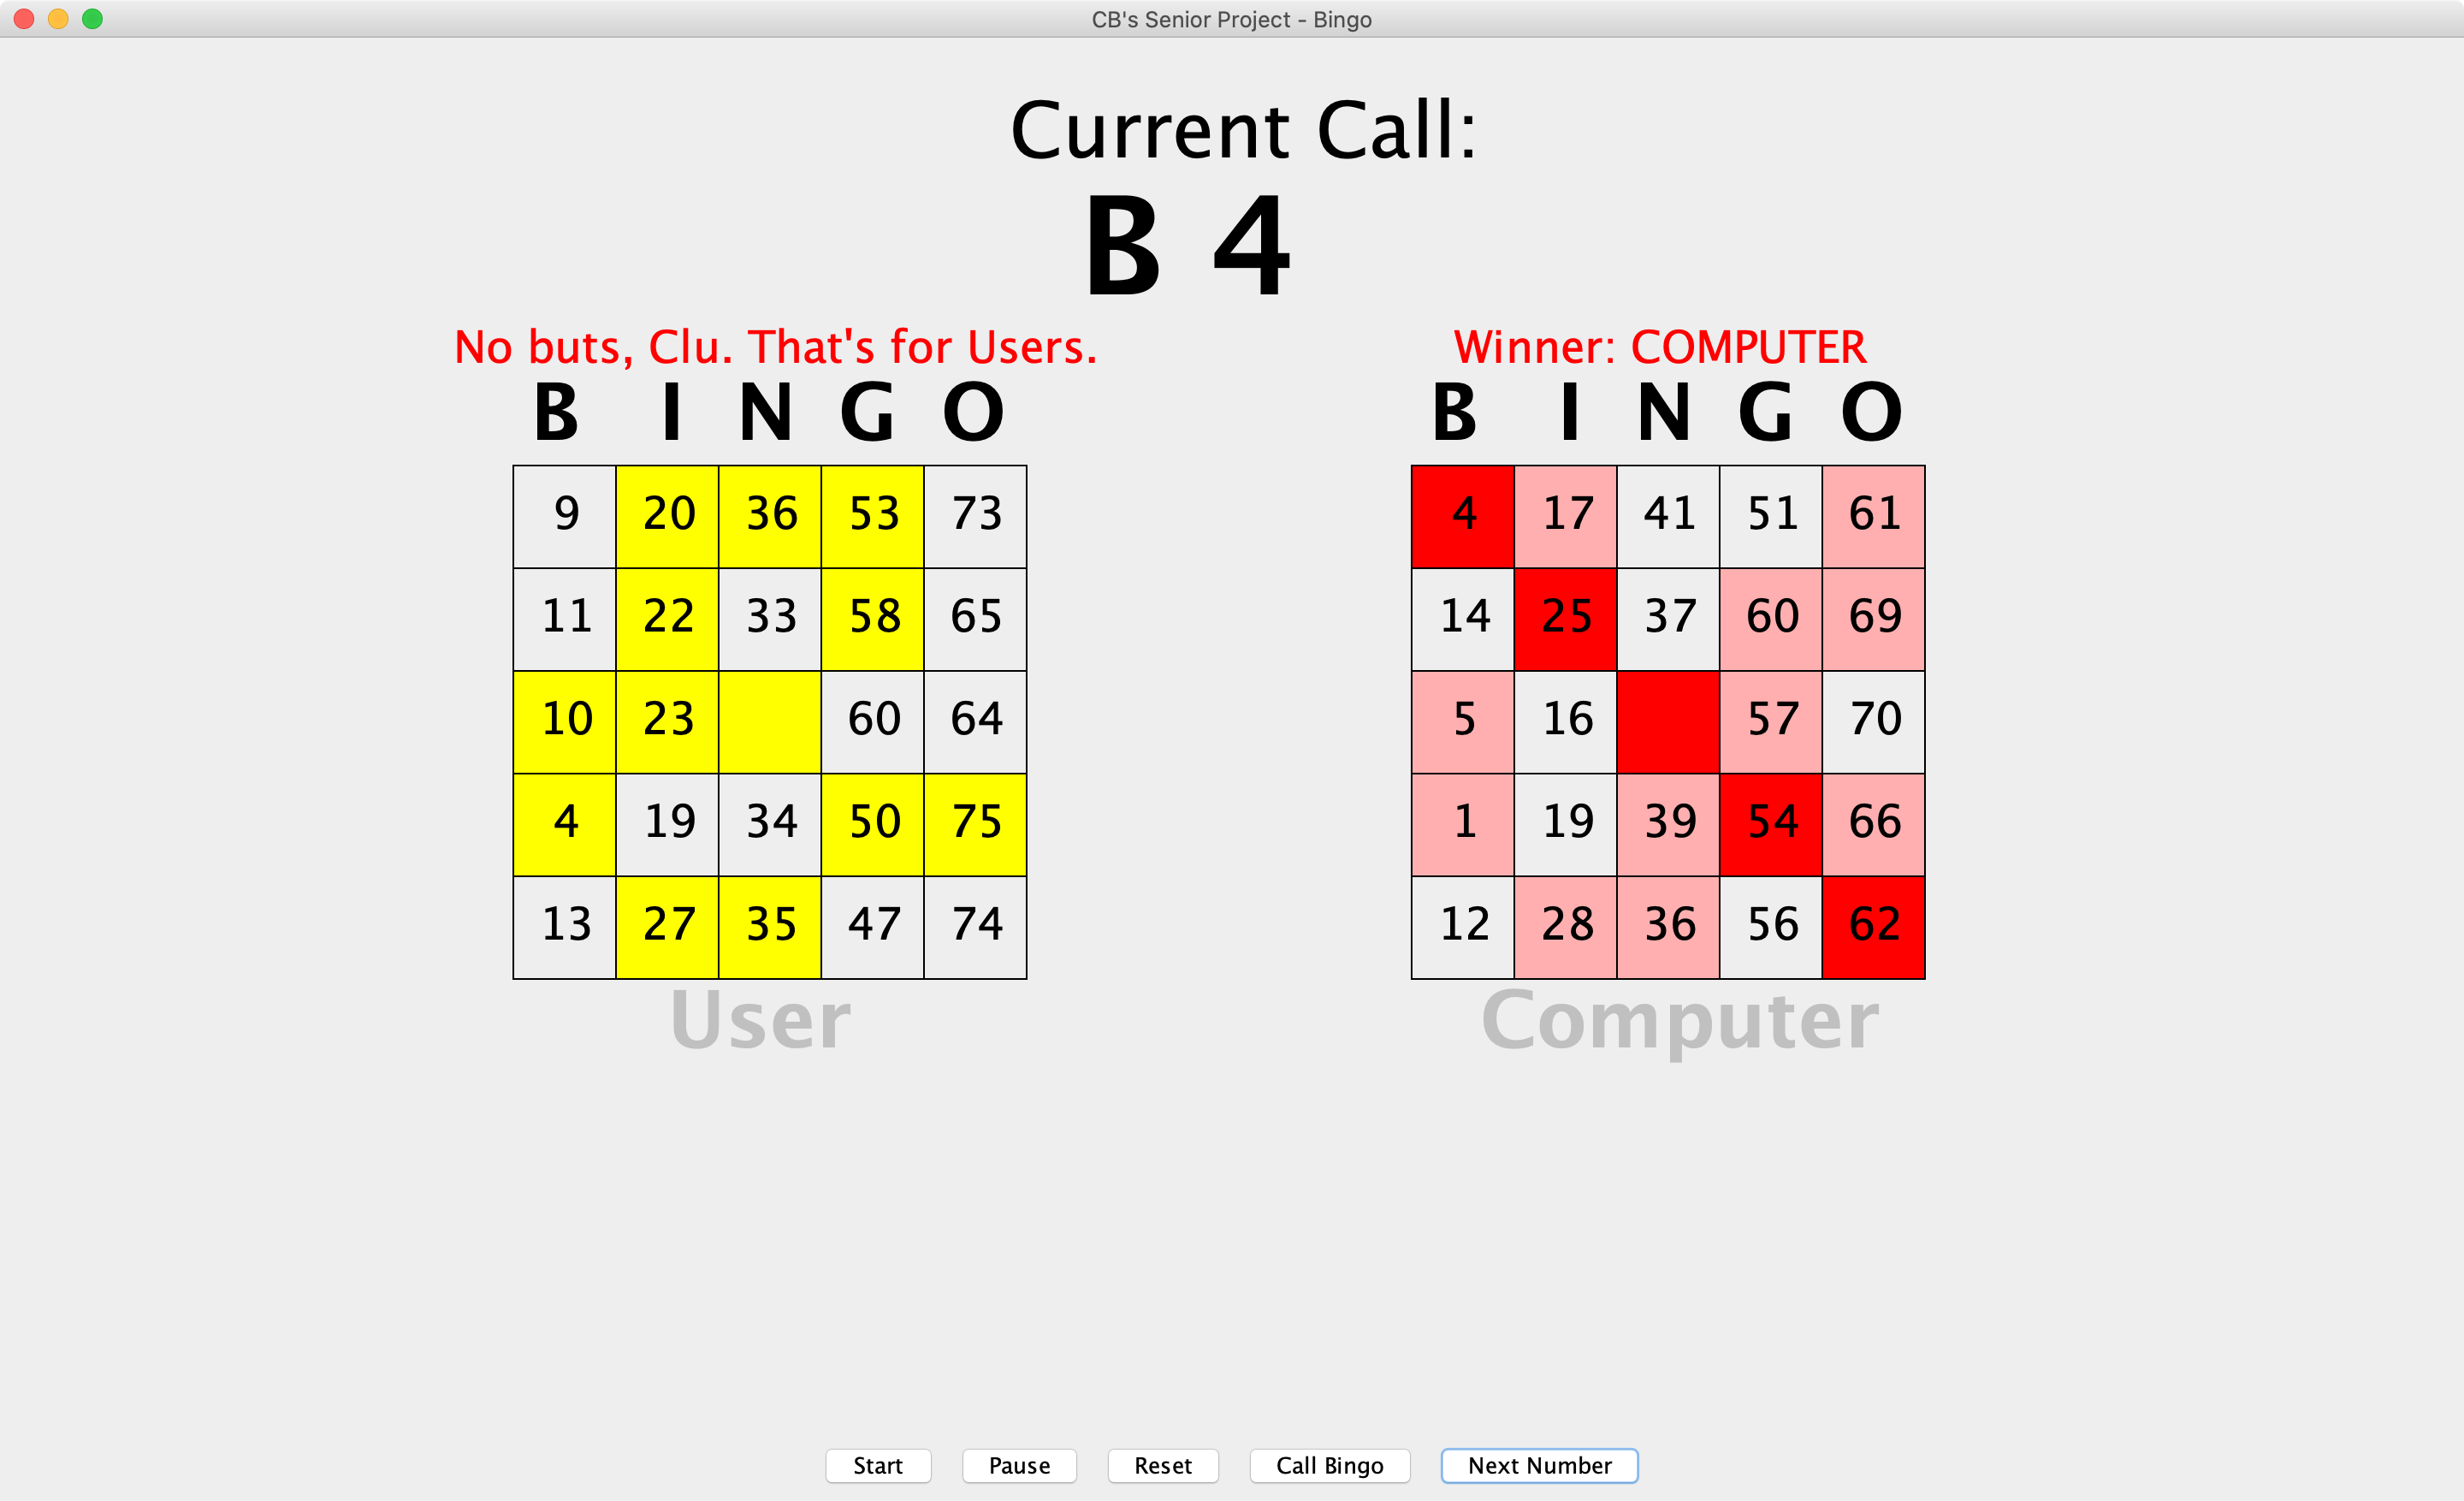 CB's Senior Project - Bingo
Current Call:
B 4
No buts, Clu. That's for Users.
B I N G O
9 20 36 53 73
11 22 33 58 65
10 23 60 64
4 19 34 50 75
13 27 35 47 74
User
Winner: COMPUTER
B I N G O
4 17 41 51 61
14 25 37 60 69
5 16 57 70
1 19 39 54 66
12 28 36 56 62
Computer
Start Pause Reset Call Bingo Next Number